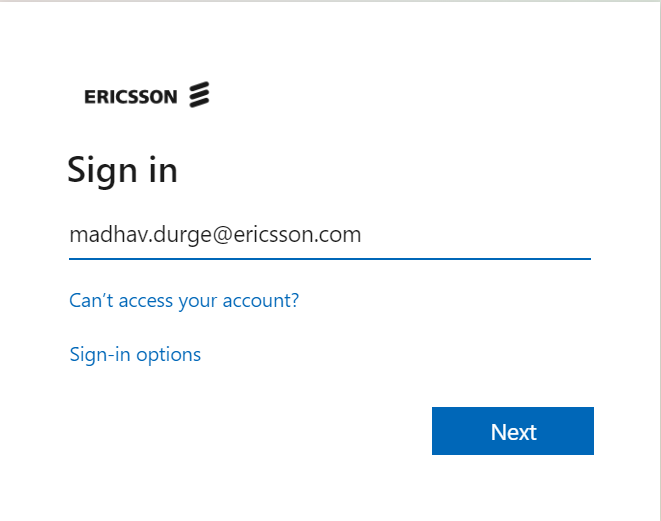 ERICSSON
Sign in
madhav.durge@ericsson.com
Can't access your account?
Sign-in options
Next